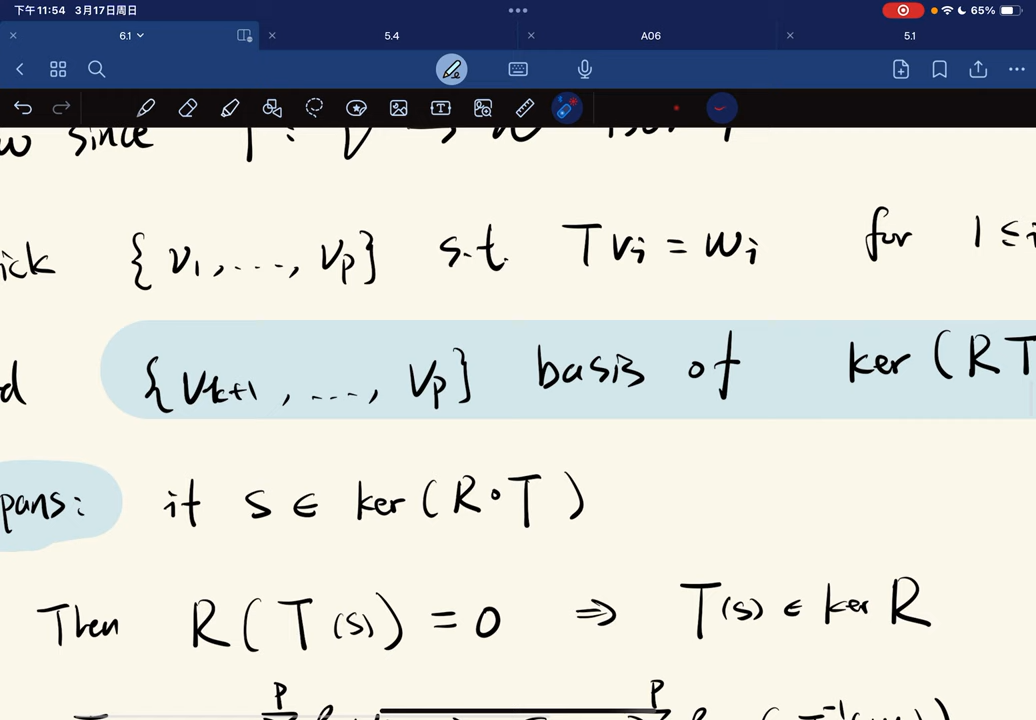 下午11:54 3月17日周日 65%
6.1 5.4 A06 5.1
since T : V
ick {v₁, ..., vₚ} s.t. T vᵢ = wᵢ for 1 ≤ i
d {vₖ₊₁, ..., vₚ} basis of ker (RT
pans: if s ∈ ker (R∘T)
Then R(T(s)) = 0 ⇒ T(s) ∈ ker R